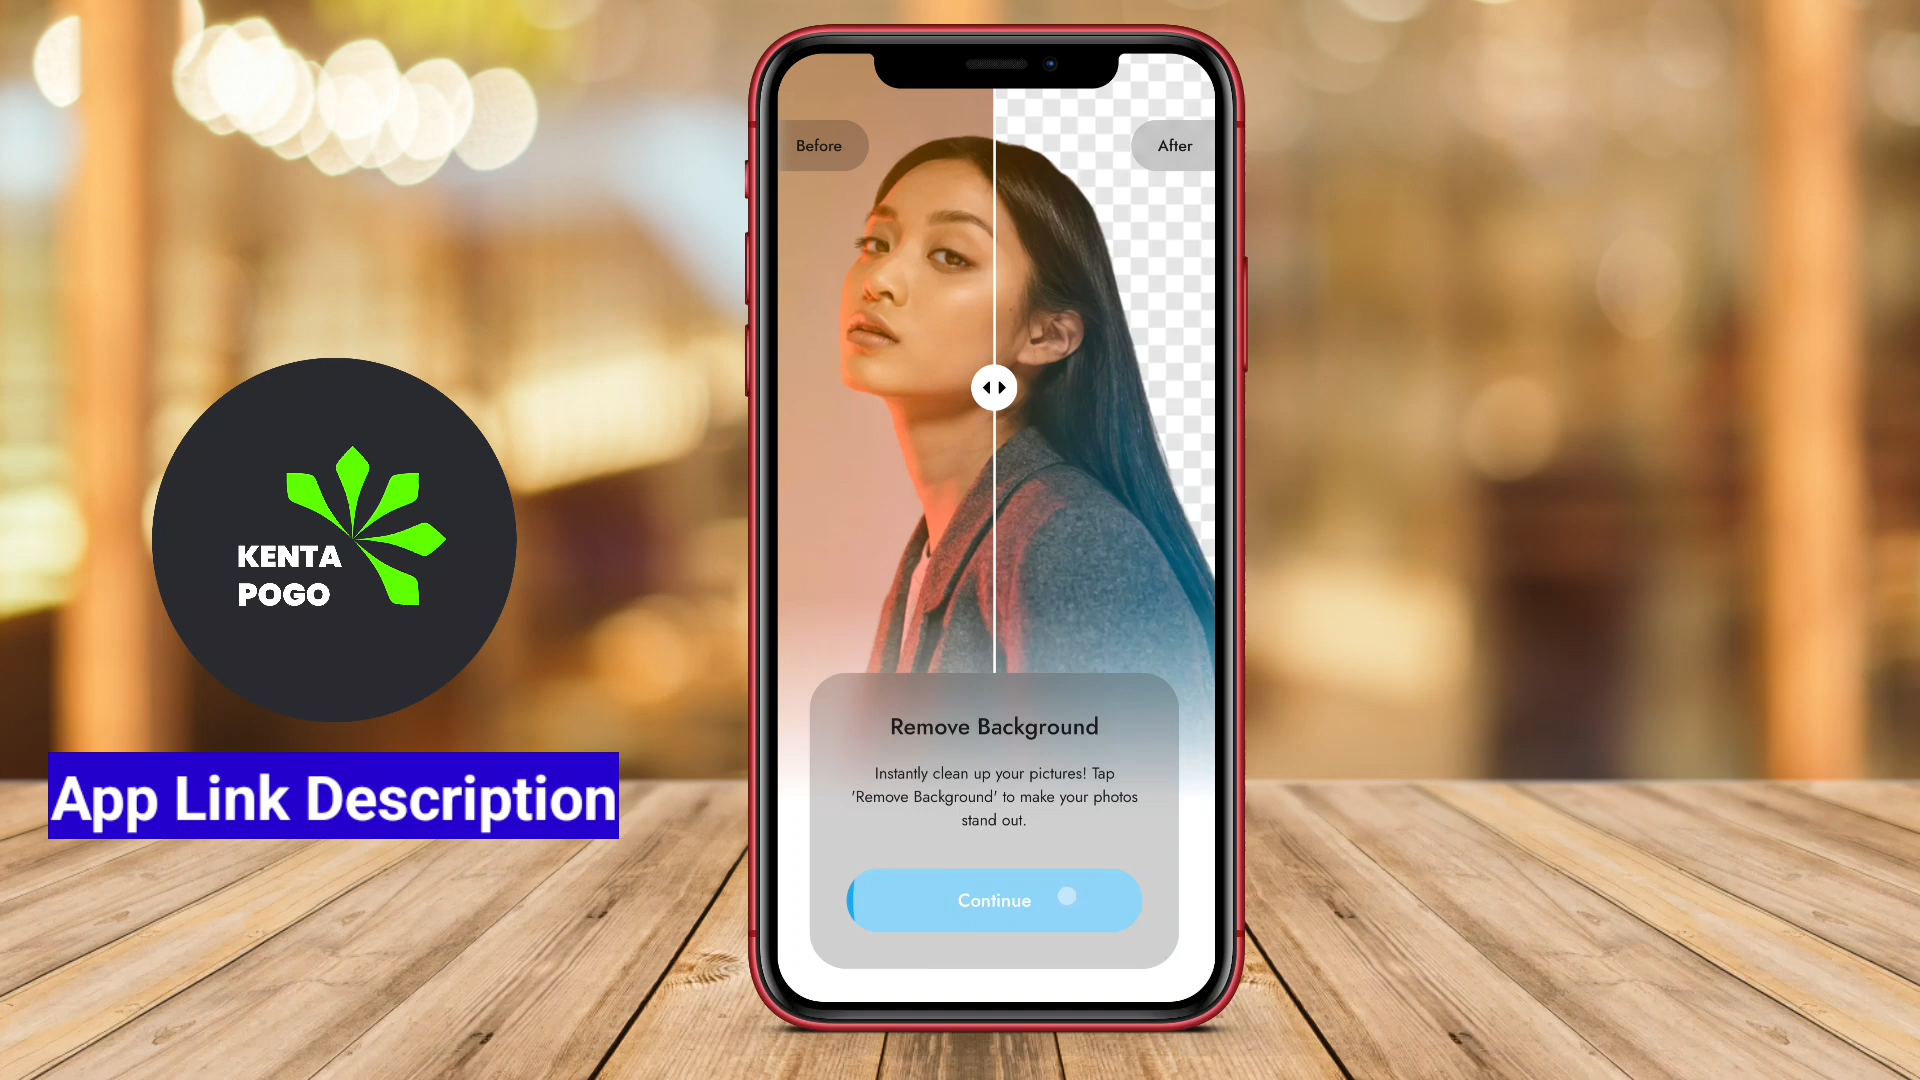 Before
After
KENTA
POGO
App Link Description
Remove Background
Instantly clean up your pictures! Tap
'Remove Background' to make your photos
stand out.
Continue